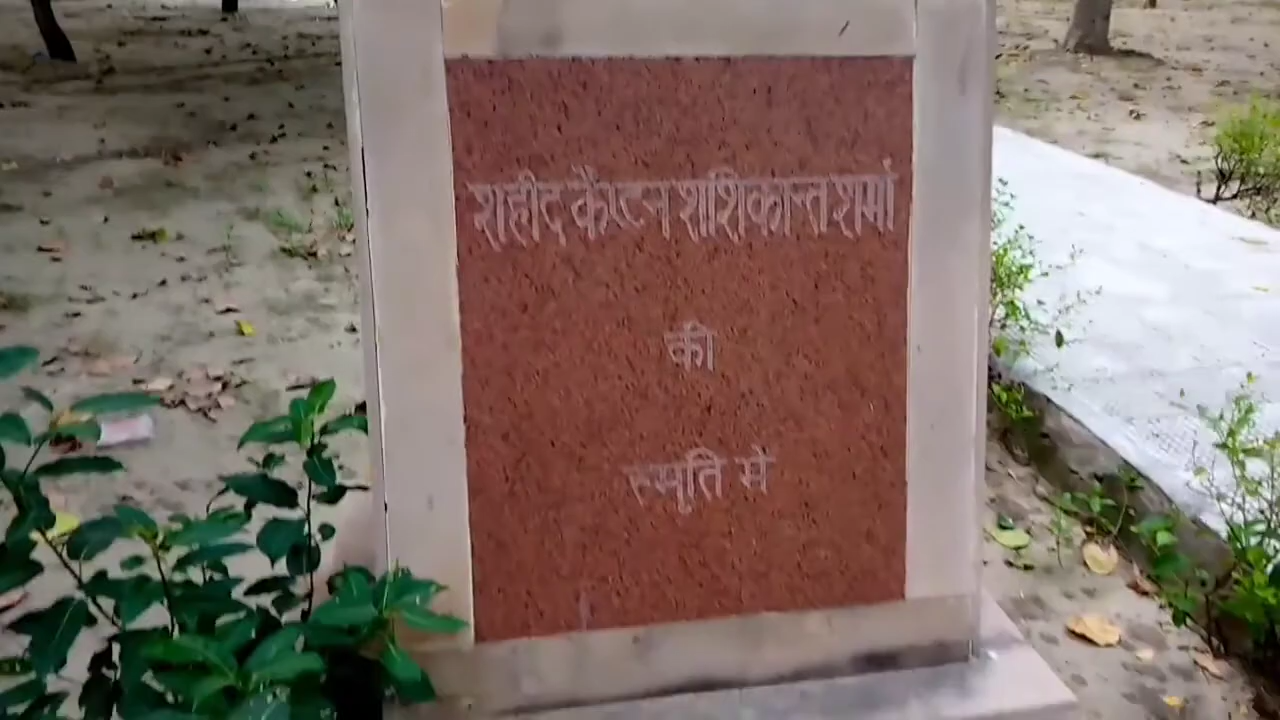 शहीद कैप्टन शशिकान्त शर्मा
की
स्मृति में